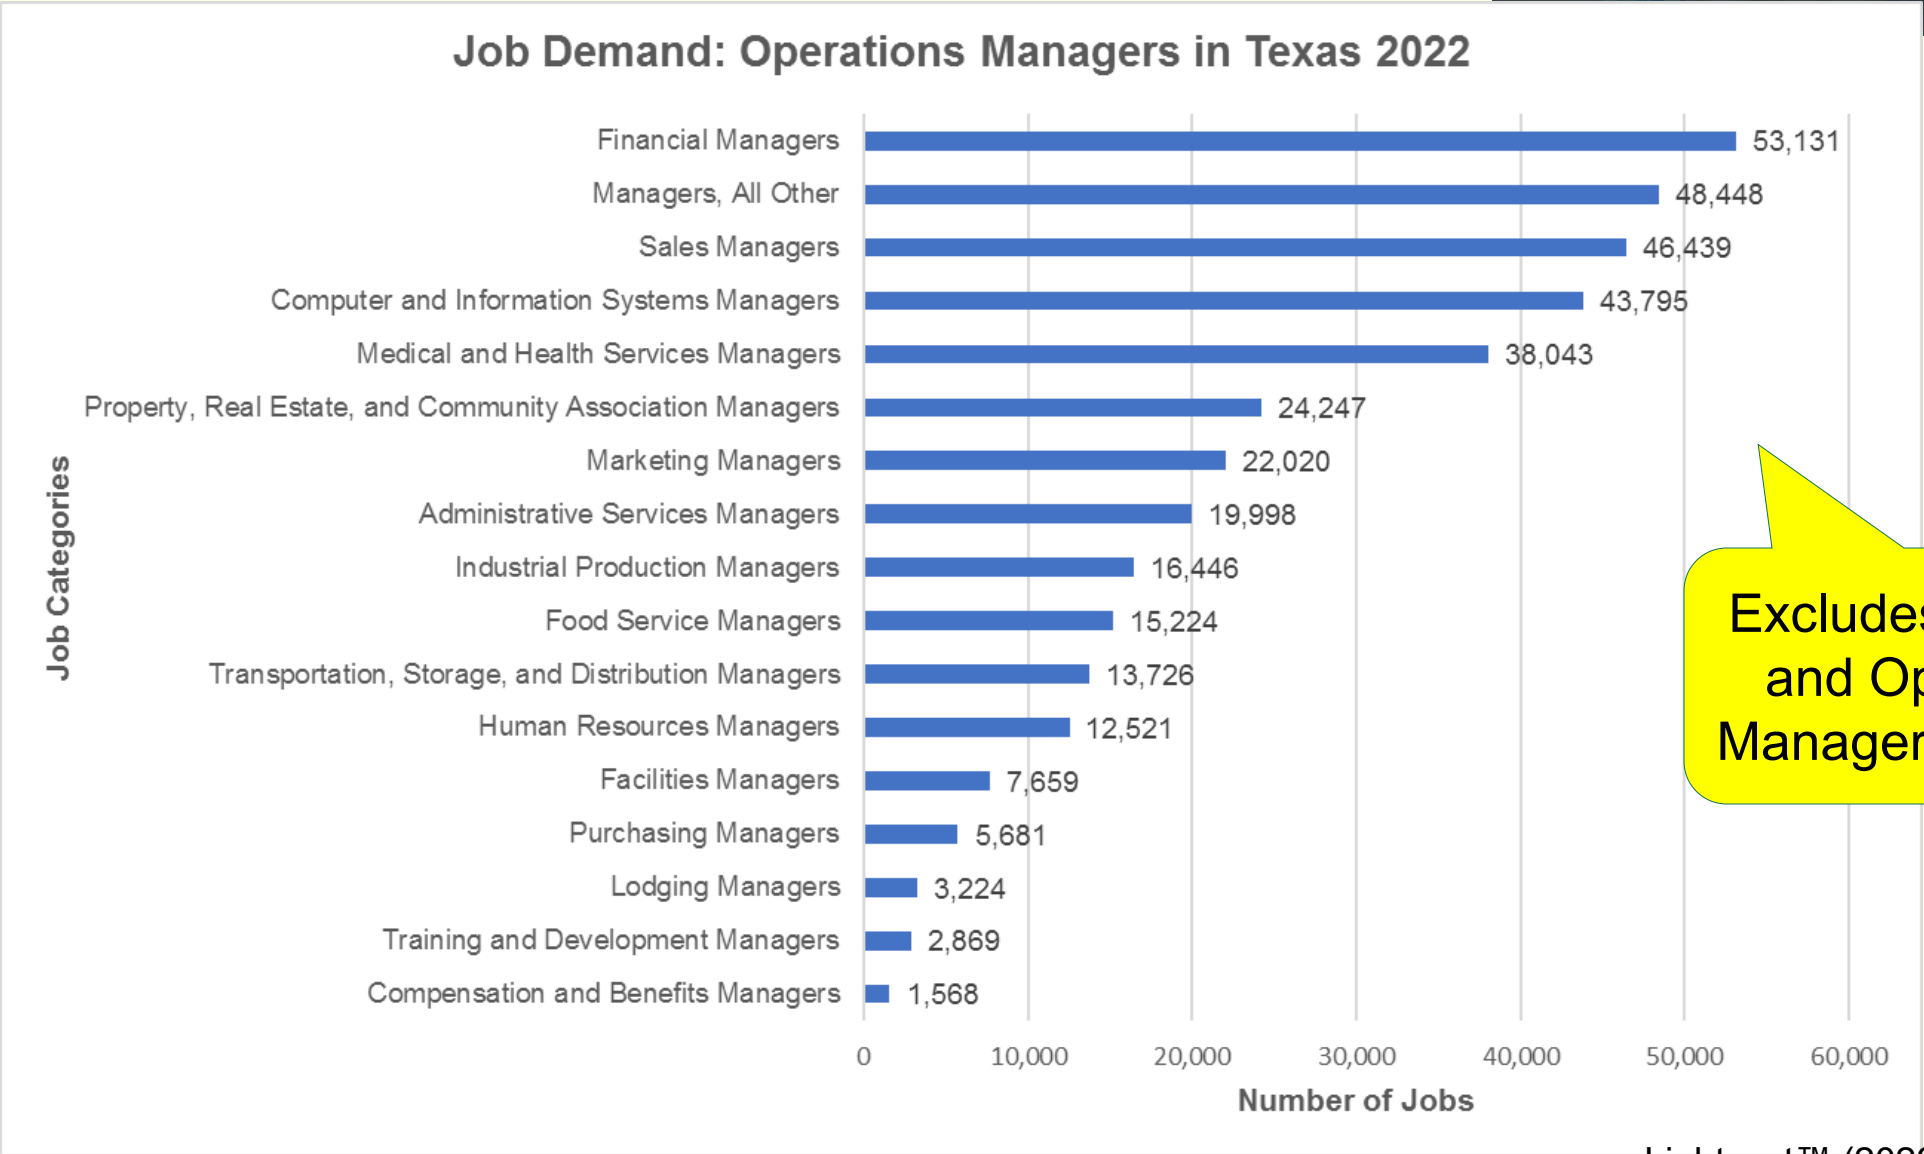 Job Demand: Operations Managers in Texas 2022
Job Categories
Financial Managers 53,131
Managers, All Other 48,448
Sales Managers 46,439
Computer and Information Systems Managers 43,795
Medical and Health Services Managers 38,043
Property, Real Estate, and Community Association Managers 24,247
Marketing Managers 22,020
Administrative Services Managers 19,998
Industrial Production Managers 16,446
Food Service Managers 15,224
Transportation, Storage, and Distribution Managers 13,726
Human Resources Managers 12,521
Facilities Managers 7,659
Purchasing Managers 5,681
Lodging Managers 3,224
Training and Development Managers 2,869
Compensation and Benefits Managers 1,568
0 10,000 20,000 30,000 40,000 50,000 60,000
Number of Jobs
Excludes
and Op
Manager